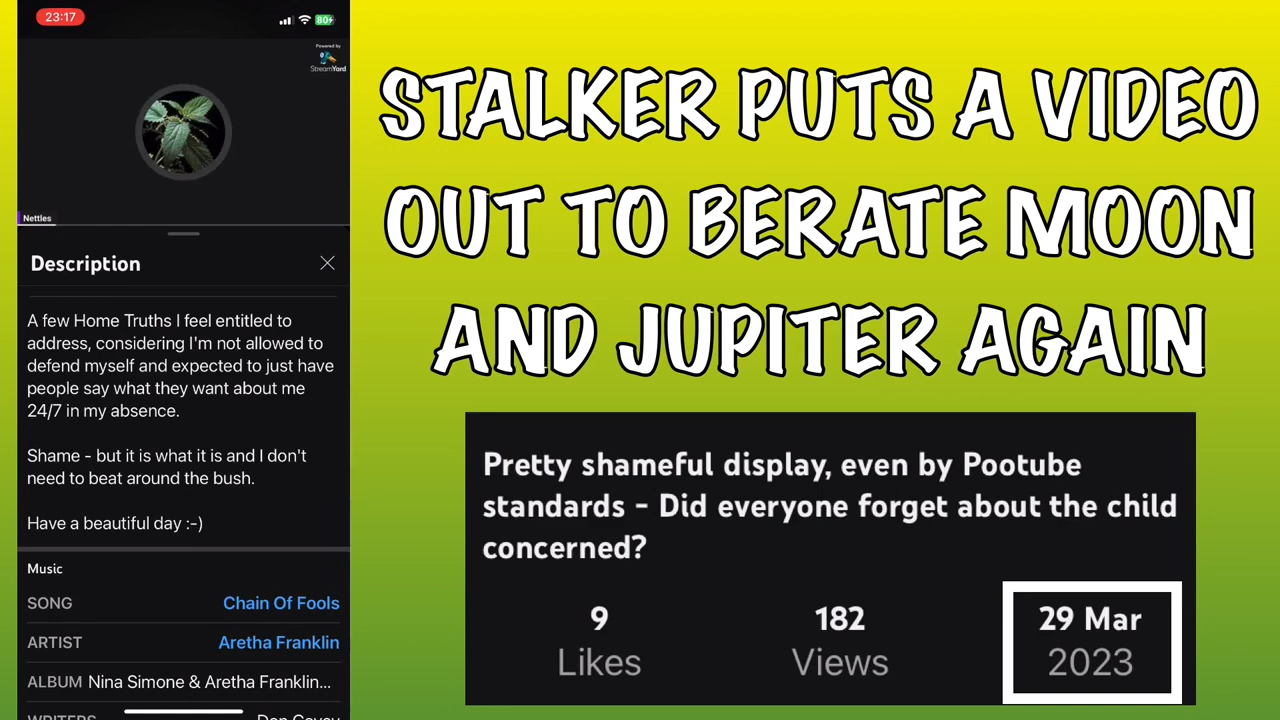 23:17
80
Powered by
StreamYard
Nettles
Description
A few Home Truths I feel entitled to
address, considering I'm not allowed to
defend myself and expected to just have
people say what they want about me
24/7 in my absence.
Shame - but it is what it is and I don't
need to beat around the bush.
Have a beautiful day :-)
Music
SONG Chain Of Fools
ARTIST Aretha Franklin
ALBUM Nina Simone & Aretha Franklin...
WRITERS Don Covay
STALKER PUTS A VIDEO
OUT TO BERATE MOON
AND JUPITER AGAIN
Pretty shameful display, even by Pootube
standards - Did everyone forget about the child
concerned?
9 182 29 Mar
Likes Views 2023